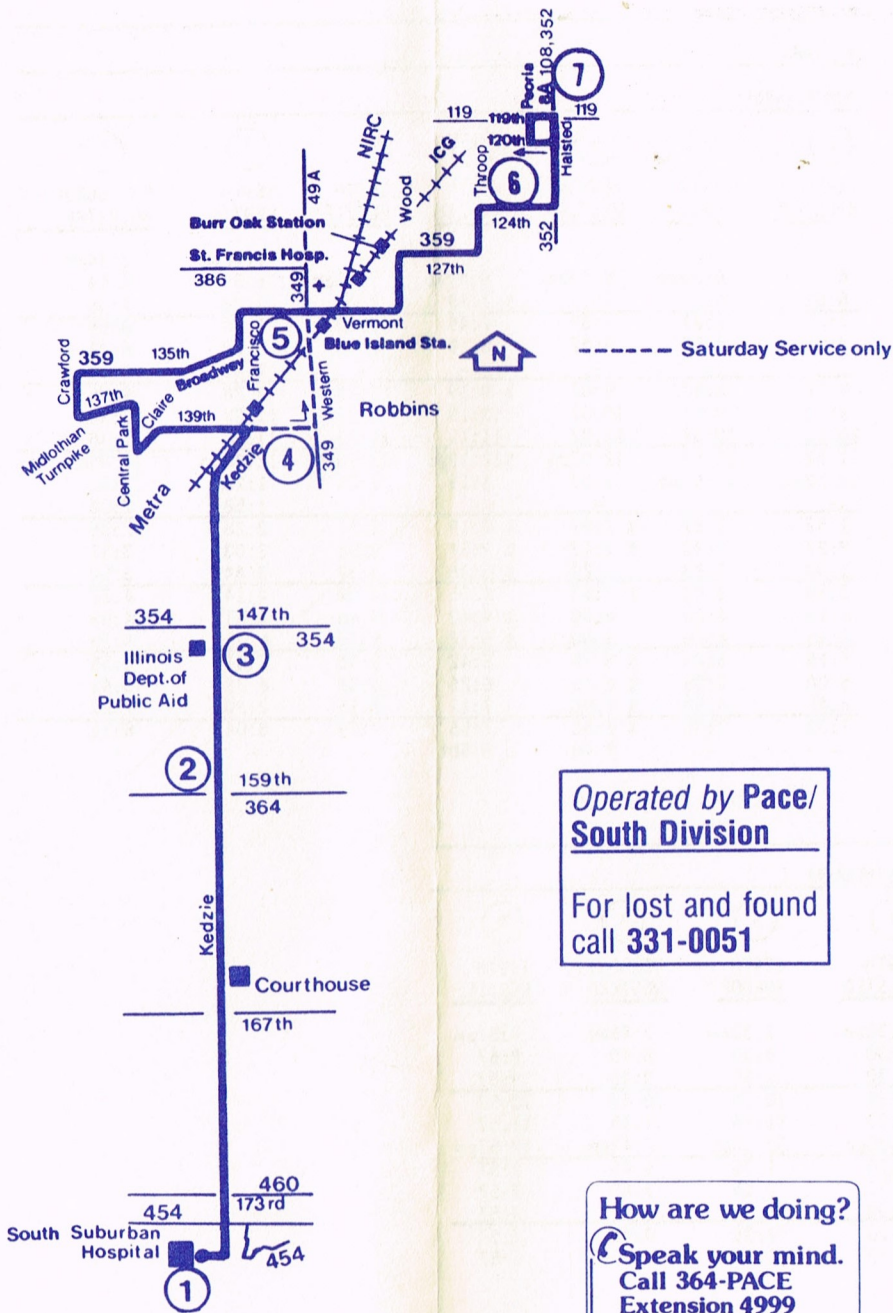 8A 108,352
Peoria
7
119
119th
119
120th
Halsted
NIRC
ICG
Throop
6
49A
Wood
124th
352
Burr Oak Station
359
St. Francis Hosp.
127th
386
349
Vermont
5
Blue Island Sta.
N
Saturday Service only
Francisco
135th
Broadway
Crawford
359
137th
Claire
Western
Robbins
139th
Midlothian
Turnpike
Central Park
Kedzie
4
349
Metra
354
147th
354
3
Illinois
Dept.of
Public Aid
2
159th
364
Operated by Pace/
South Division
For lost and found
call 331-0051
Kedzie
Courthouse
167th
460
173rd
454
South Suburban
Hospital
454
1
How are we doing?
Speak your mind.
Call 364-PACE
Extension 4999